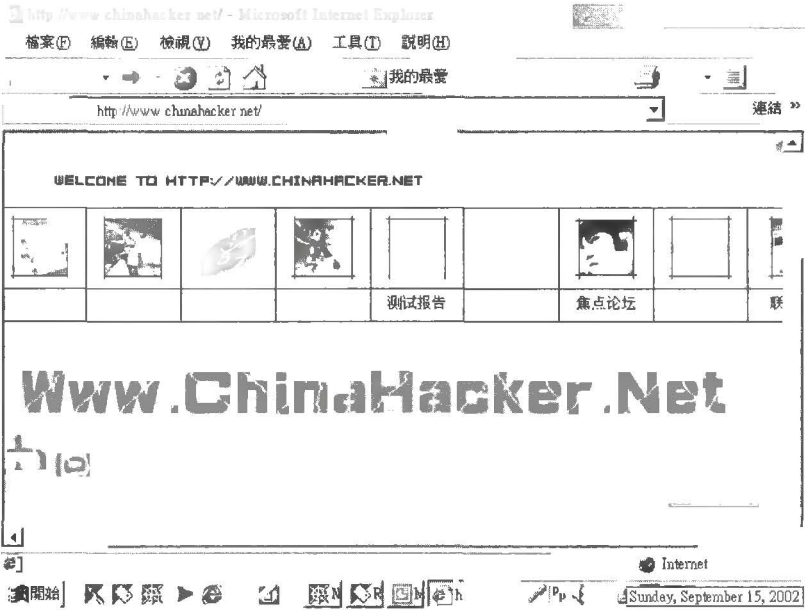 http://www chinahacker net/ - Microsoft Internet Explorer
檔案(F) 編輯(E) 檢視(V) 我的最愛(A) 工具(T) 說明(H)
我的最愛
http://www chinahacker net/
連結 »
WELCOME TO HTTP://WWW.CHINAHACKER.NET
测试报告 焦点论坛 联
Www.ChinaHacker.Net
Internet
開始
Sunday, September 15, 2002